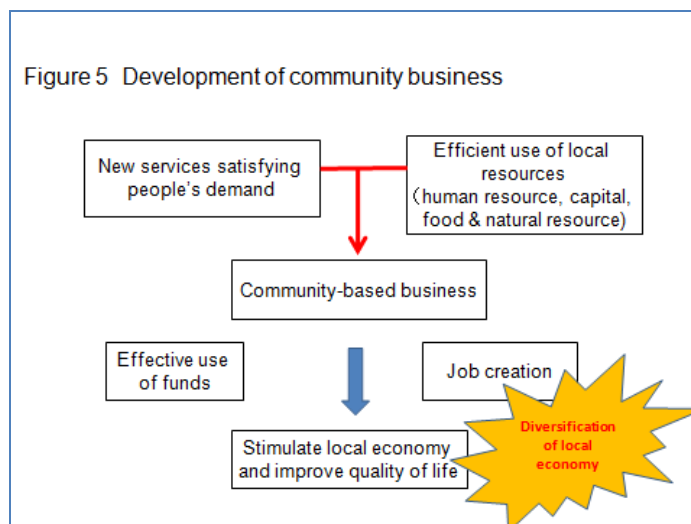 Figure 5 Development of community business
New services satisfying
people's demand
Efficient use of local
resources
(human resource, capital,
food & natural resource)
Community-based business
Effective use
of funds
Job creation
Stimulate local economy
and improve quality of life
Diversification
of local
economy